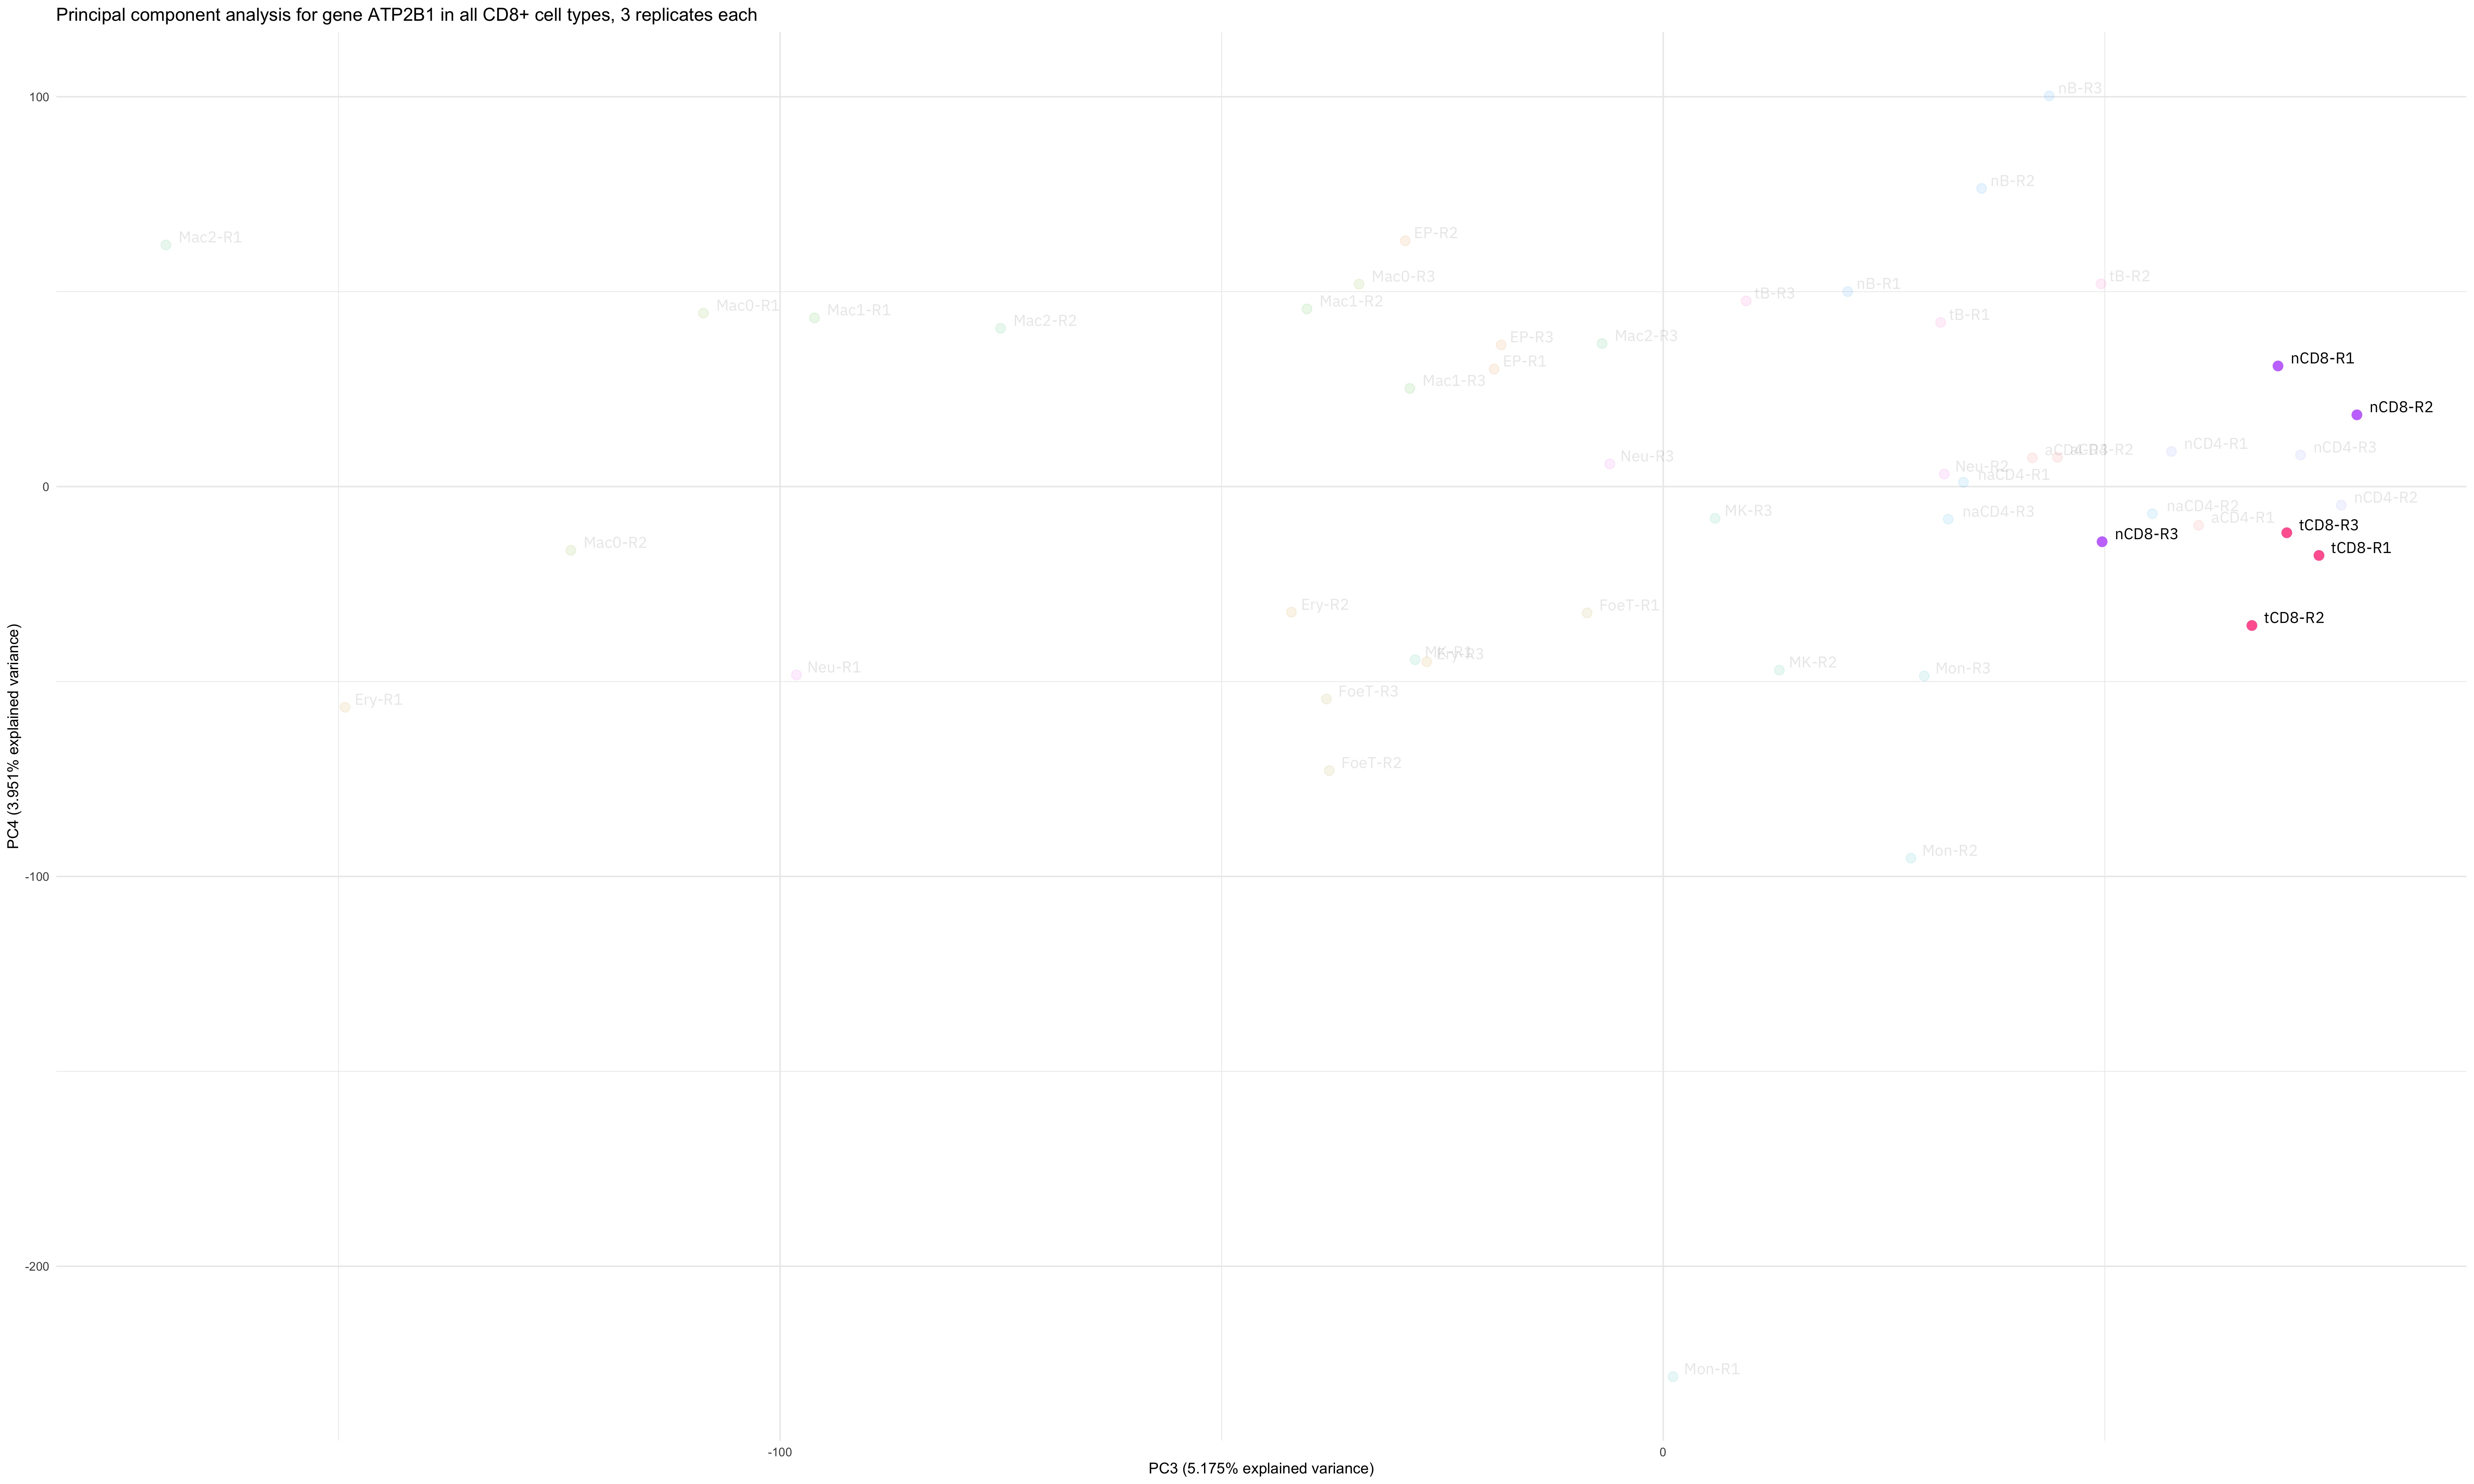 Principal component analysis for gene ATP2B1 in all CD8+ cell types, 3 replicates each
100
nB-R3
nB-R2
Mac2-R1
EP-R2
Mac0-R3
tB-R2
nB-R1
tB-R3
Mac1-R2
Mac0-R1
Mac1-R1
Mac2-R2
tB-R1
EP-R3
Mac2-R3
EP-R1
nCD8-R1
Mac1-R3
nCD8-R2
nCD4-R1
nCD4-R3
Neu-R3
Neu-R2
naCD4-R1
0
nCD4-R2
naCD4-R2
MK-R3
naCD4-R3
aCD4-R1
tCD8-R3
nCD8-R3
Mac0-R2
tCD8-R1
Ery-R2
FoeT-R1
tCD8-R2
MK-R1
Ery-R3
MK-R2
Neu-R1
Mon-R3
FoeT-R3
Ery-R1
FoeT-R2
Mon-R2
-100
-200
Mon-R1
PC4 (3.951% explained variance)
-100
0
PC3 (5.175% explained variance)